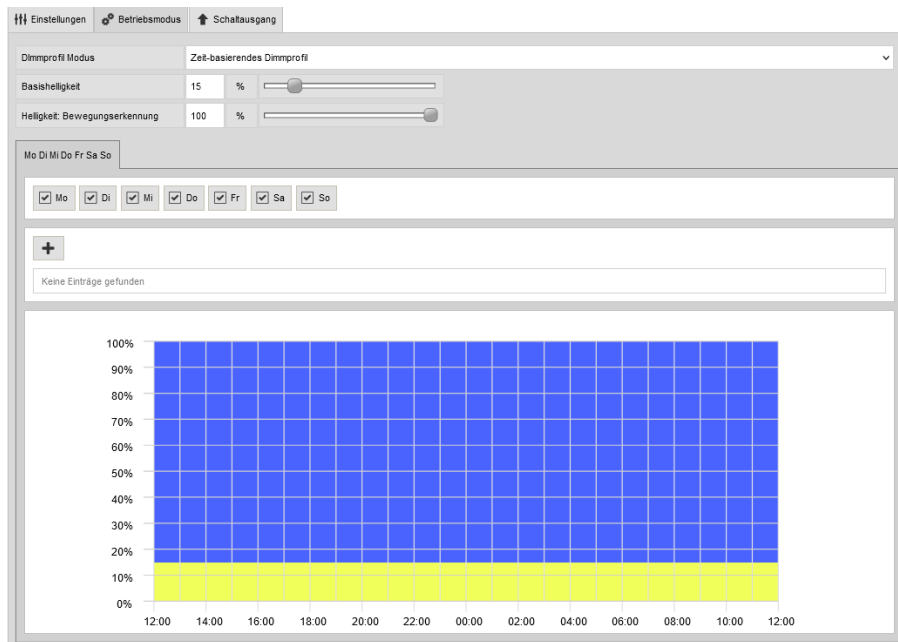 Einstellungen Betriebsmodus Schaltausgang
Dimmprofil Modus Zeit-basierendes Dimmprofil
Basishelligkeit 15 %
Helligkeit: Bewegungserkennung 100 %
Mo Di Mi Do Fr Sa So
Mo Di Mi Do Fr Sa So
Keine Einträge gefunden
100%
90%
80%
70%
60%
50%
40%
30%
20%
10%
0%
12:00 14:00 16:00 18:00 20:00 22:00 00:00 02:00 04:00 06:00 08:00 10:00 12:00